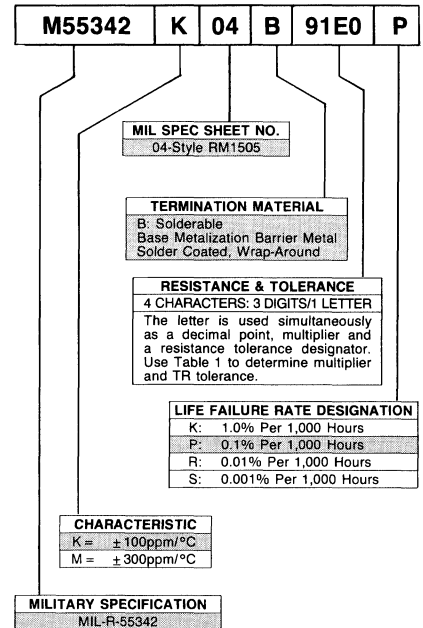 M55342 K 04 B 91E0 P
MIL SPEC SHEET NO.
04-Style RM1505
TERMINATION MATERIAL
B: Solderable
Base Metalization Barrier Metal
Solder Coated, Wrap-Around
RESISTANCE & TOLERANCE
4 CHARACTERS: 3 DIGITS/1 LETTER
The letter is used simultaneously
as a decimal point, multiplier and
a resistance tolerance designator.
Use Table 1 to determine multiplier
and TR tolerance.
LIFE FAILURE RATE DESIGNATION
K: 1.0% Per 1,000 Hours
P: 0.1% Per 1,000 Hours
R: 0.01% Per 1,000 Hours
S: 0.001% Per 1,000 Hours
CHARACTERISTIC
K = ±100ppm/°C
M = ±300ppm/°C
MILITARY SPECIFICATION
MIL-R-55342